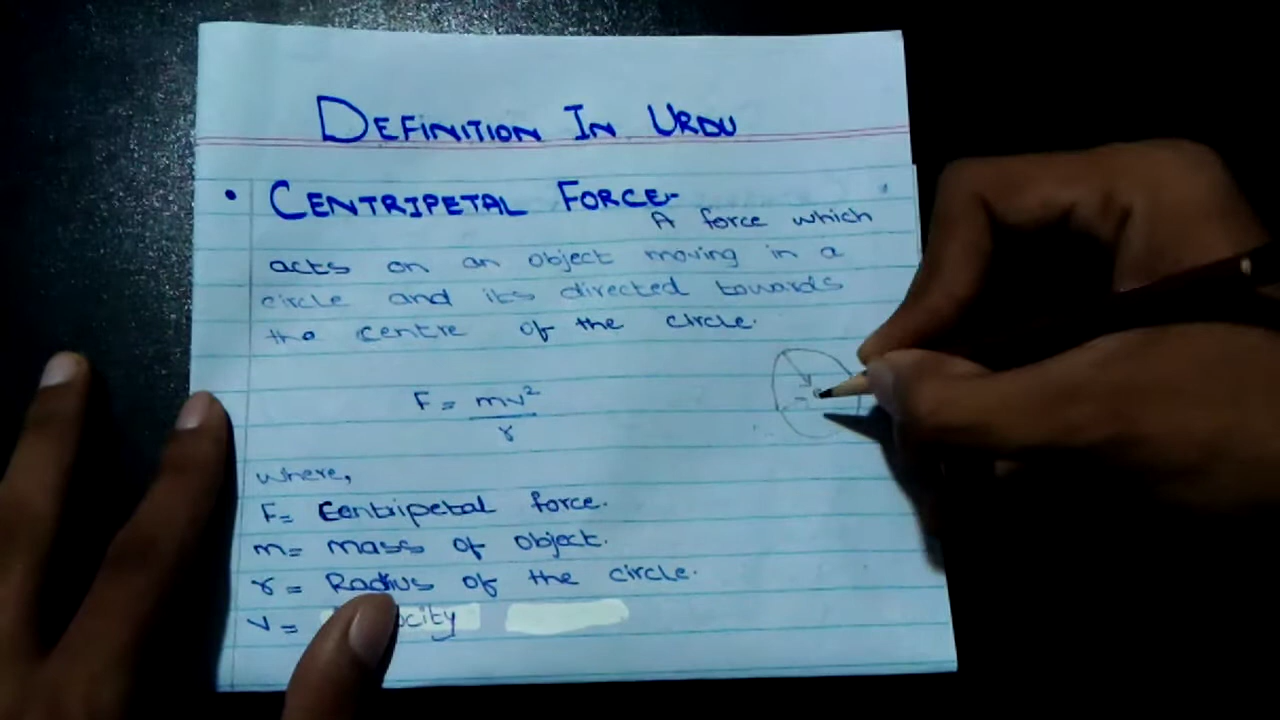 DEFINITION IN URDU
• CENTRIPETAL FORCE-
A force which
acts on an object moving in a
circle and its directed towards
the centre of the circle.
F = mv²
r
where,
F= Centripetal force.
m= mass of object.
r = Radius of the circle.
v =